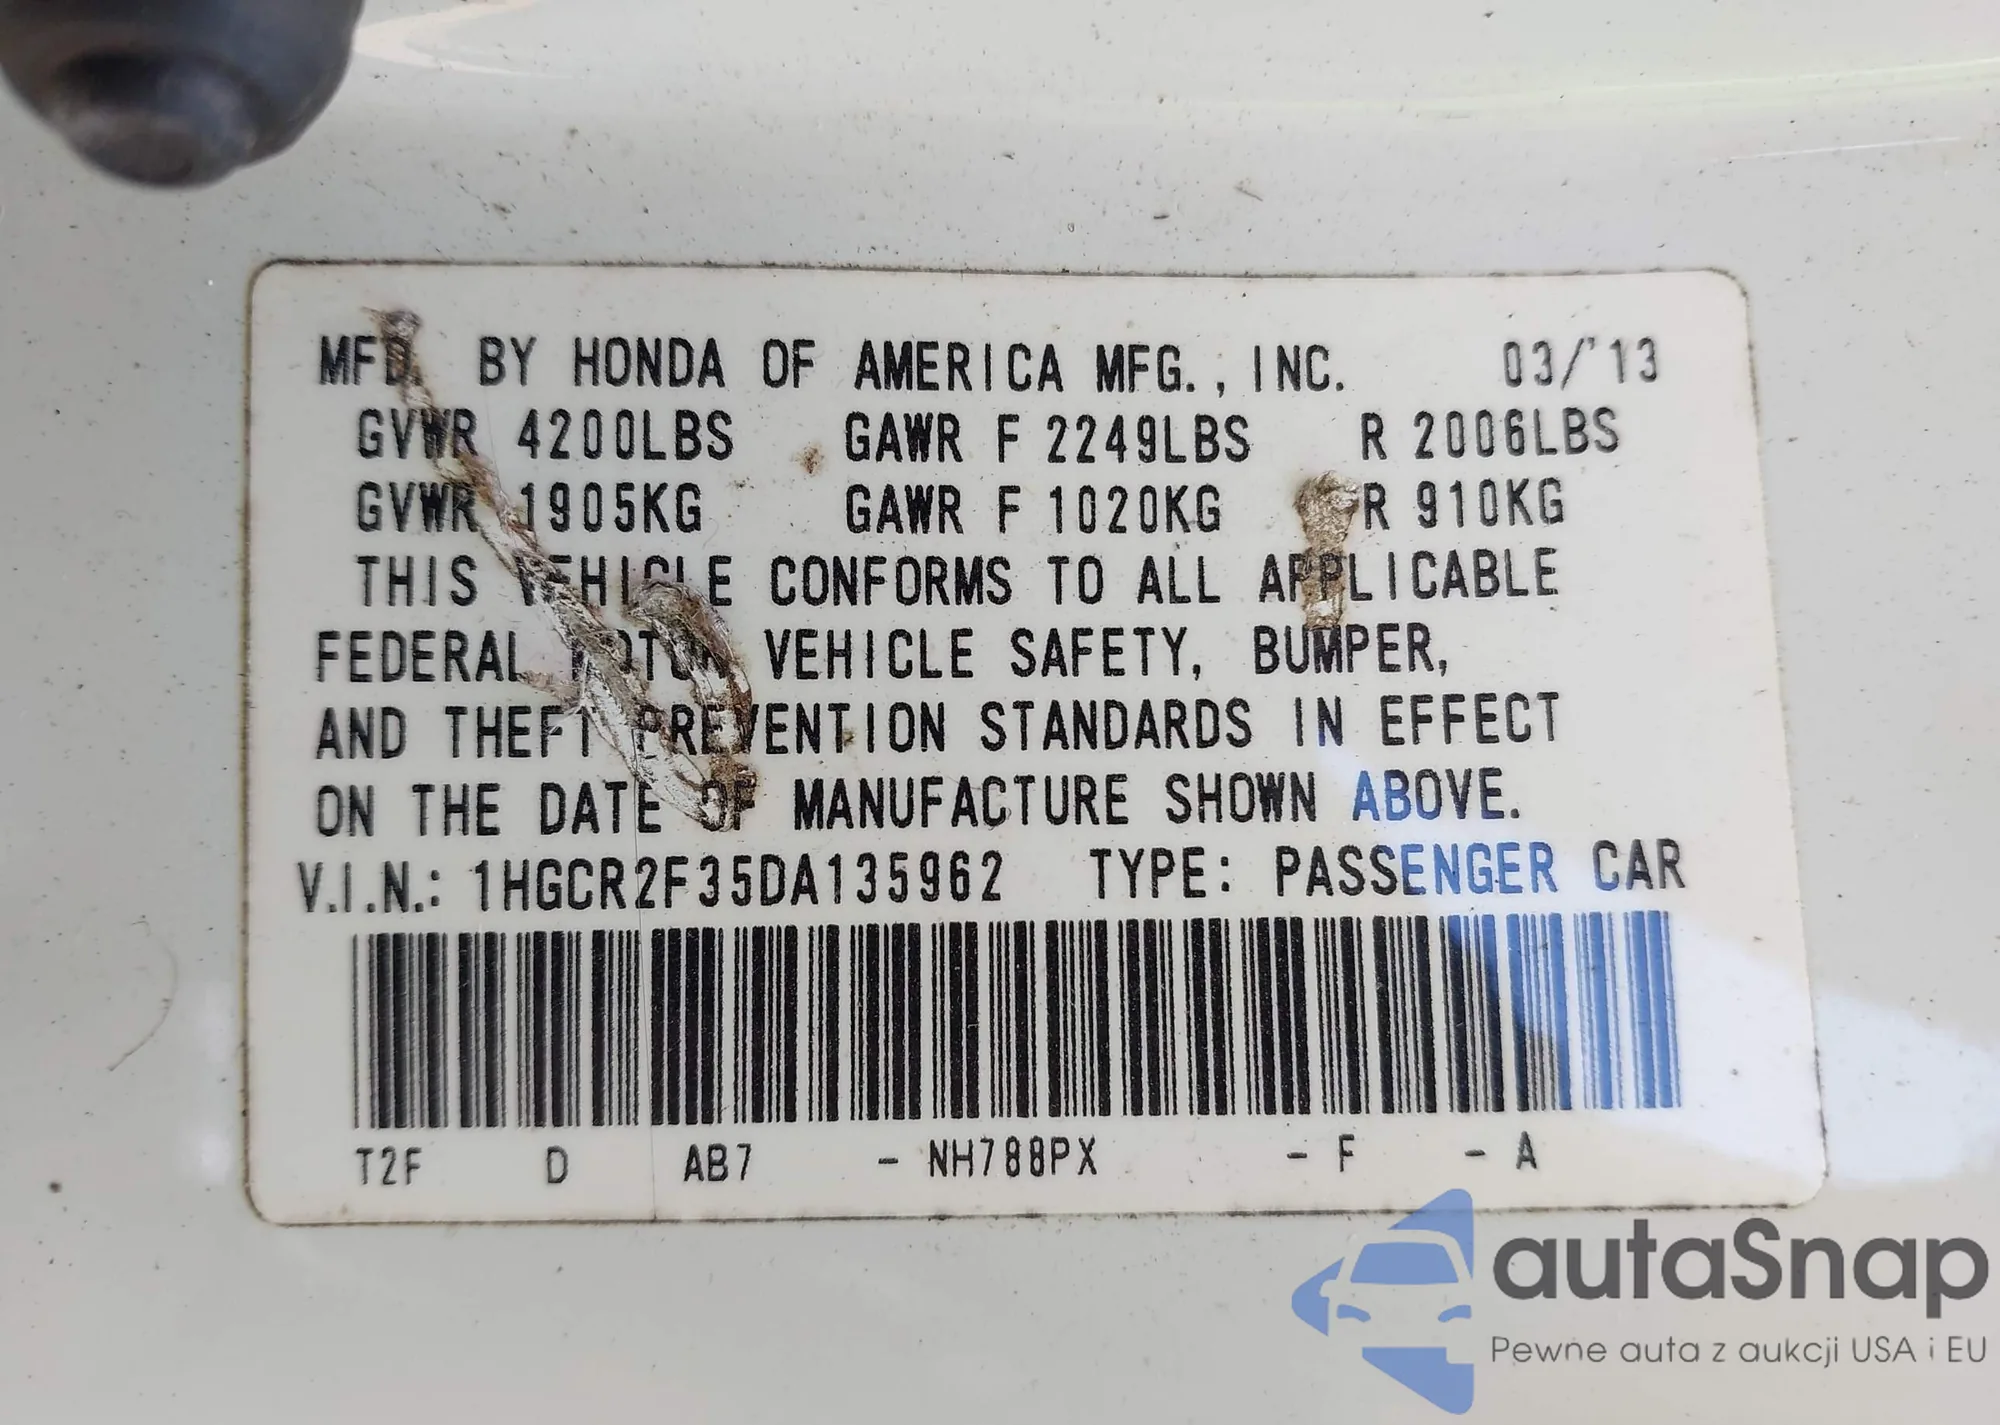 MFD. BY HONDA OF AMERICA MFG., INC. 03/'13
GVWR 4200LBS GAWR F 2249LBS R 2006LBS
GVWR 1905KG GAWR F 1020KG R 910KG
THIS VEHICLE CONFORMS TO ALL APPLICABLE
FEDERAL MOTOR VEHICLE SAFETY, BUMPER,
AND THEFT PREVENTION STANDARDS IN EFFECT
ON THE DATE OF MANUFACTURE SHOWN ABOVE.
V.I.N.: 1HGCR2F35DA135962 TYPE: PASSENGER CAR
T2F D AB7 - NH788PX - F - A
autaSnap
Pewne auta z aukcji USA i EU